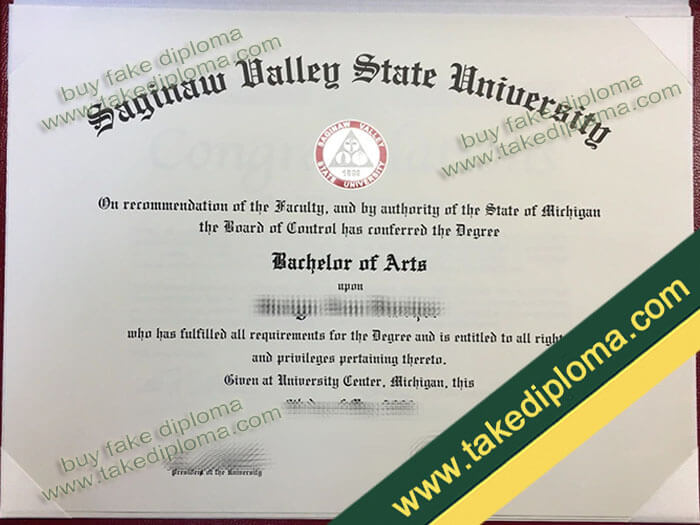 buy fake diploma
www.takediploma.com
Saginaw Valley State University
buy fake diploma
www.takediploma.com
SAGINAW VALLEY
STATE UNIVERSITY
On recommendation of the Faculty, and by authority of the State of Michigan
the Board of Control has conferred the Degree
Bachelor of Arts
upon
who has fulfilled all requirements for the Degree and is entitled to all right
and privileges pertaining thereto.
Given at University Center, Michigan, this
President of the University
buy fake diploma
www.takediploma.com
www.takediploma.com